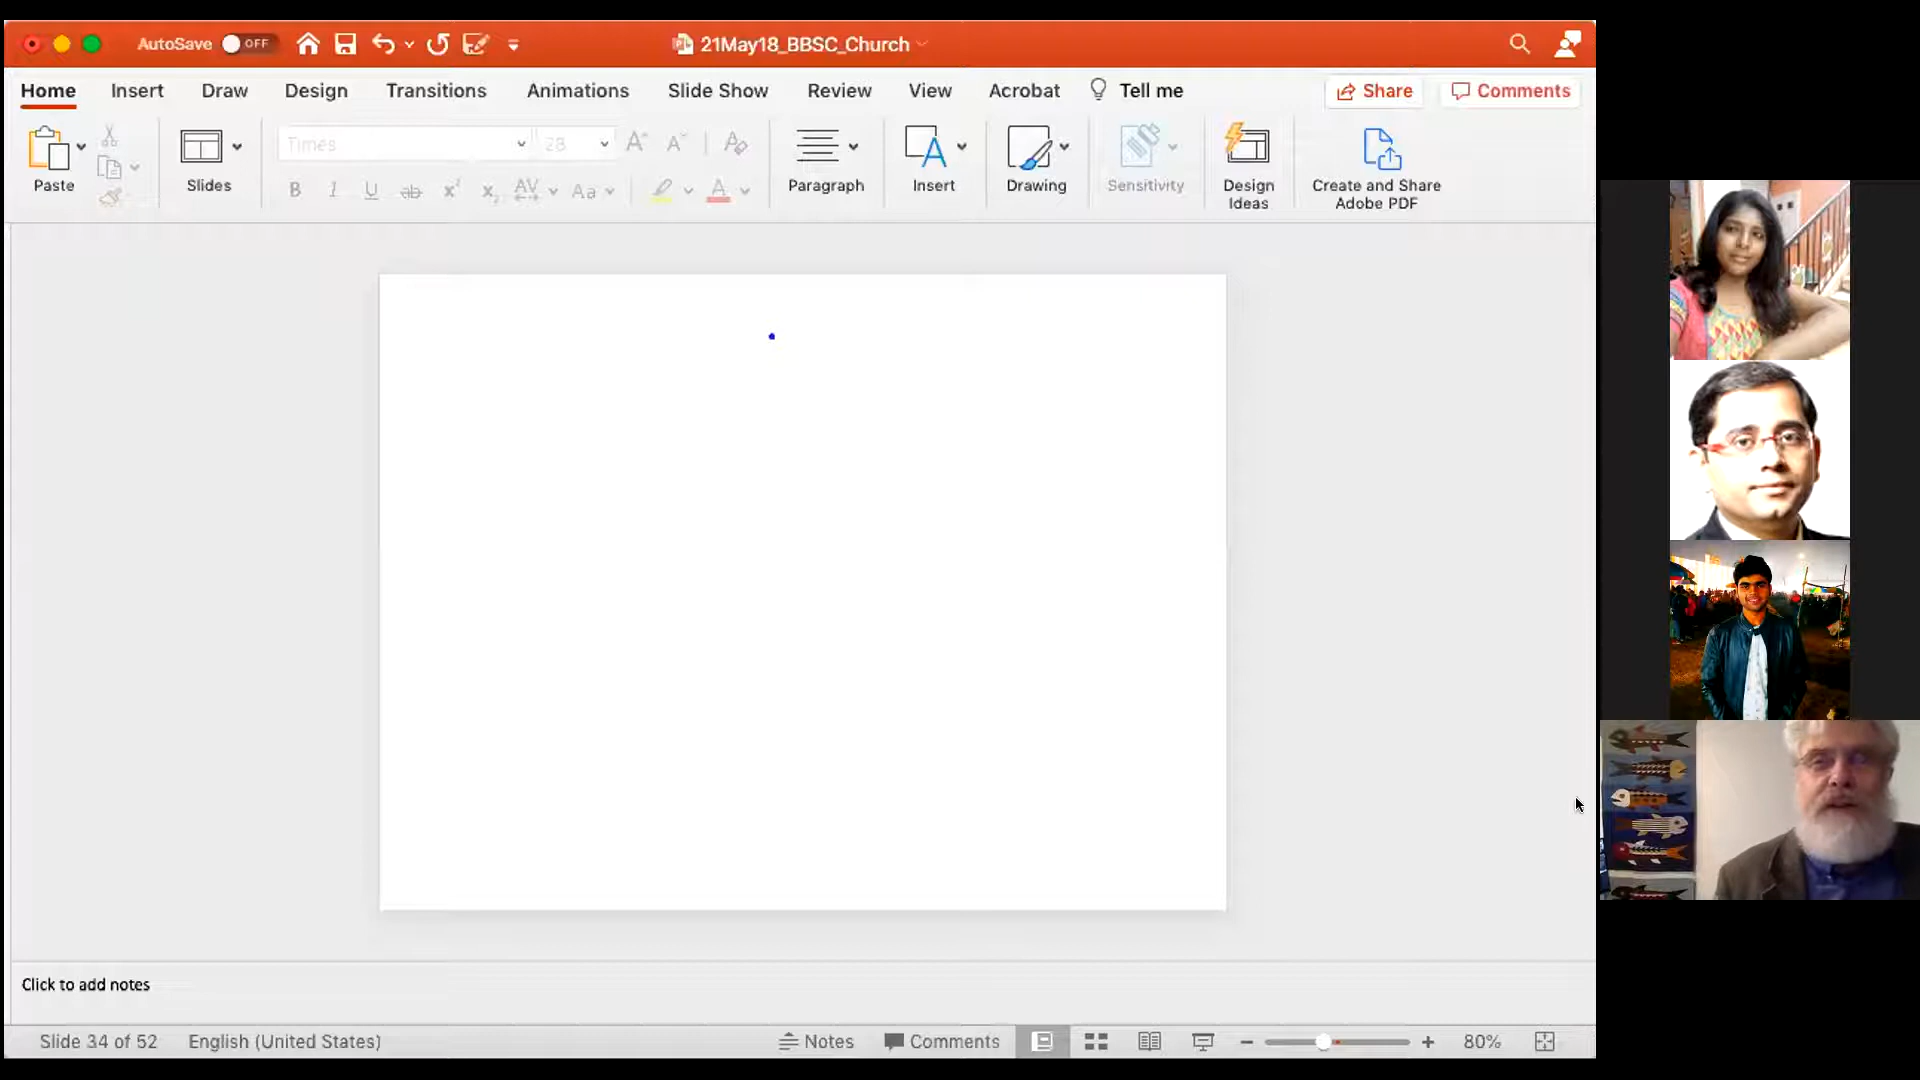 AutoSave OFF 21May18_BBSC_Church
Home Insert Draw Design Transitions Animations Slide Show Review View Acrobat Tell me Share Comments
Times 28
Paste Slides Paragraph Insert Drawing Sensitivity Design Ideas Create and Share Adobe PDF
Click to add notes
Slide 34 of 52 English (United States) Notes Comments 80%